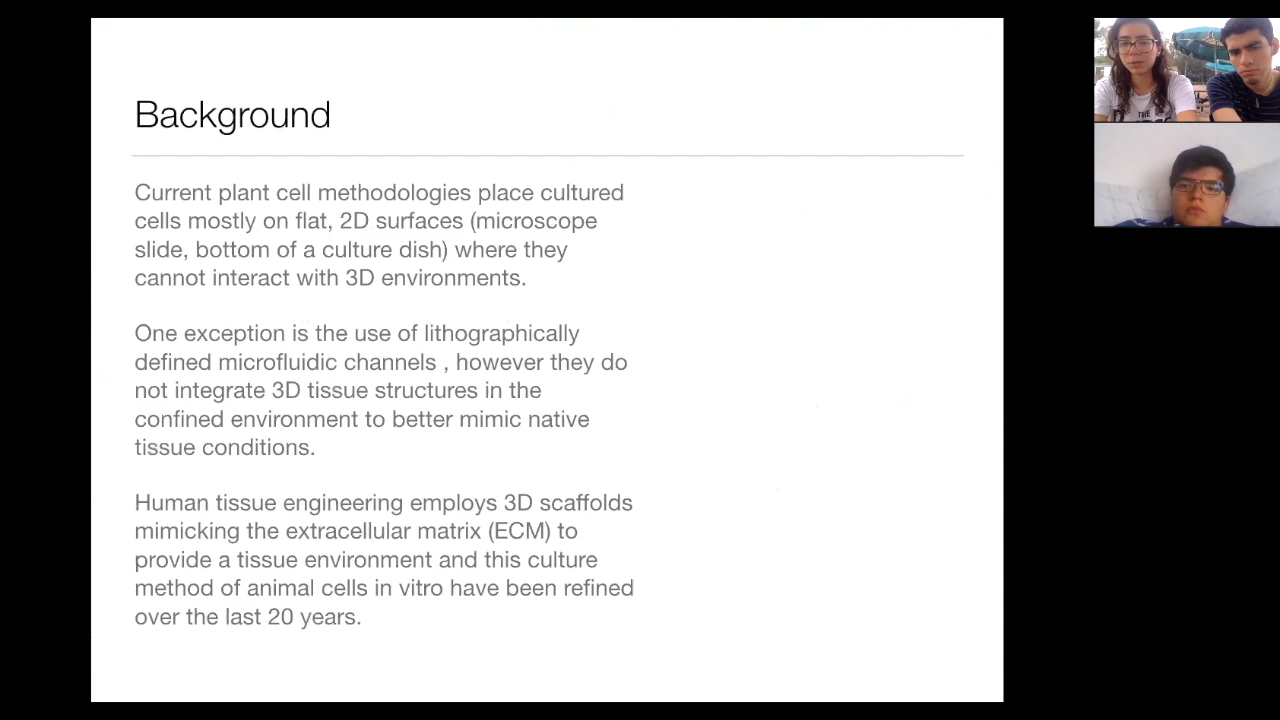 Background
Current plant cell methodologies place cultured
cells mostly on flat, 2D surfaces (microscope
slide, bottom of a culture dish) where they
cannot interact with 3D environments.
One exception is the use of lithographically
defined microfluidic channels , however they do
not integrate 3D tissue structures in the
confined environment to better mimic native
tissue conditions.
Human tissue engineering employs 3D scaffolds
mimicking the extracellular matrix (ECM) to
provide a tissue environment and this culture
method of animal cells in vitro have been refined
over the last 20 years.
THE